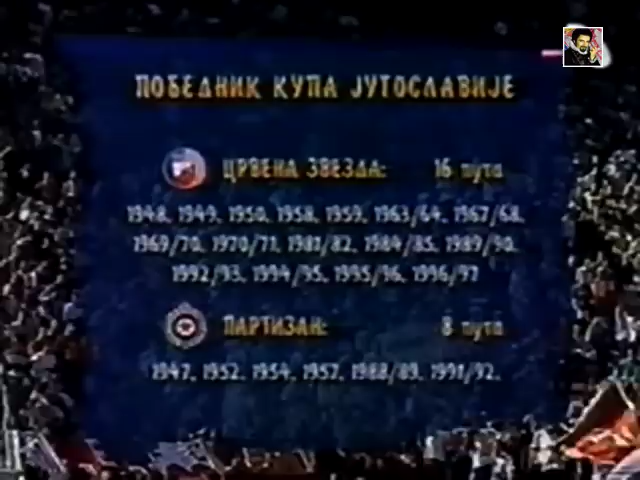 ПОБЕДНИК КУПА ЈУГОСЛАВИЈЕ
ЦРВЕНА ЗВЕЗДА: 16 пута
1948, 1949, 1950, 1958, 1959, 1963/64, 1967/68,
1969/70, 1970/71, 1981/82, 1984/85, 1989/90,
1992/93, 1994/95, 1995/96, 1996/97
ПАРТИЗАН: 8 пута
1947, 1952, 1954, 1957, 1988/89, 1991/92,